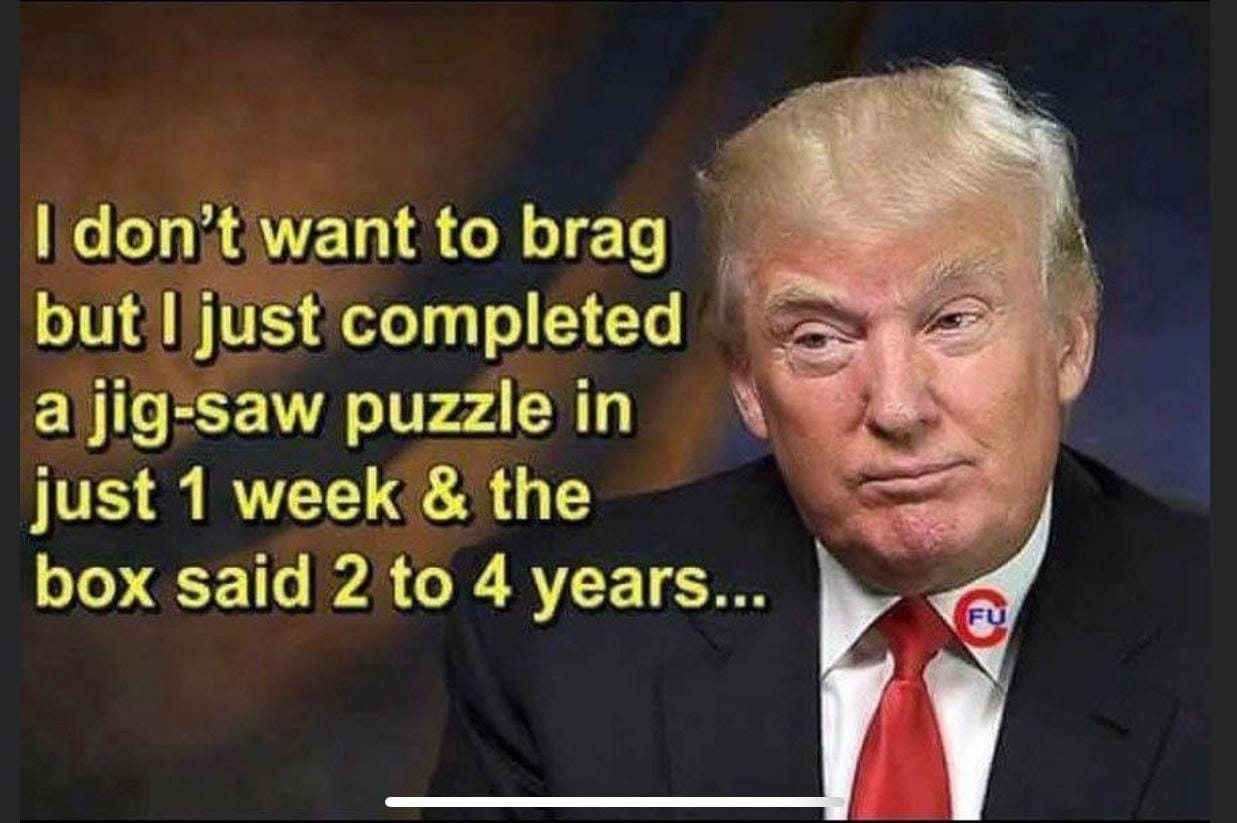 I don't want to brag
but I just completed
a jig-saw puzzle in
just 1 week & the
box said 2 to 4 years...
FU